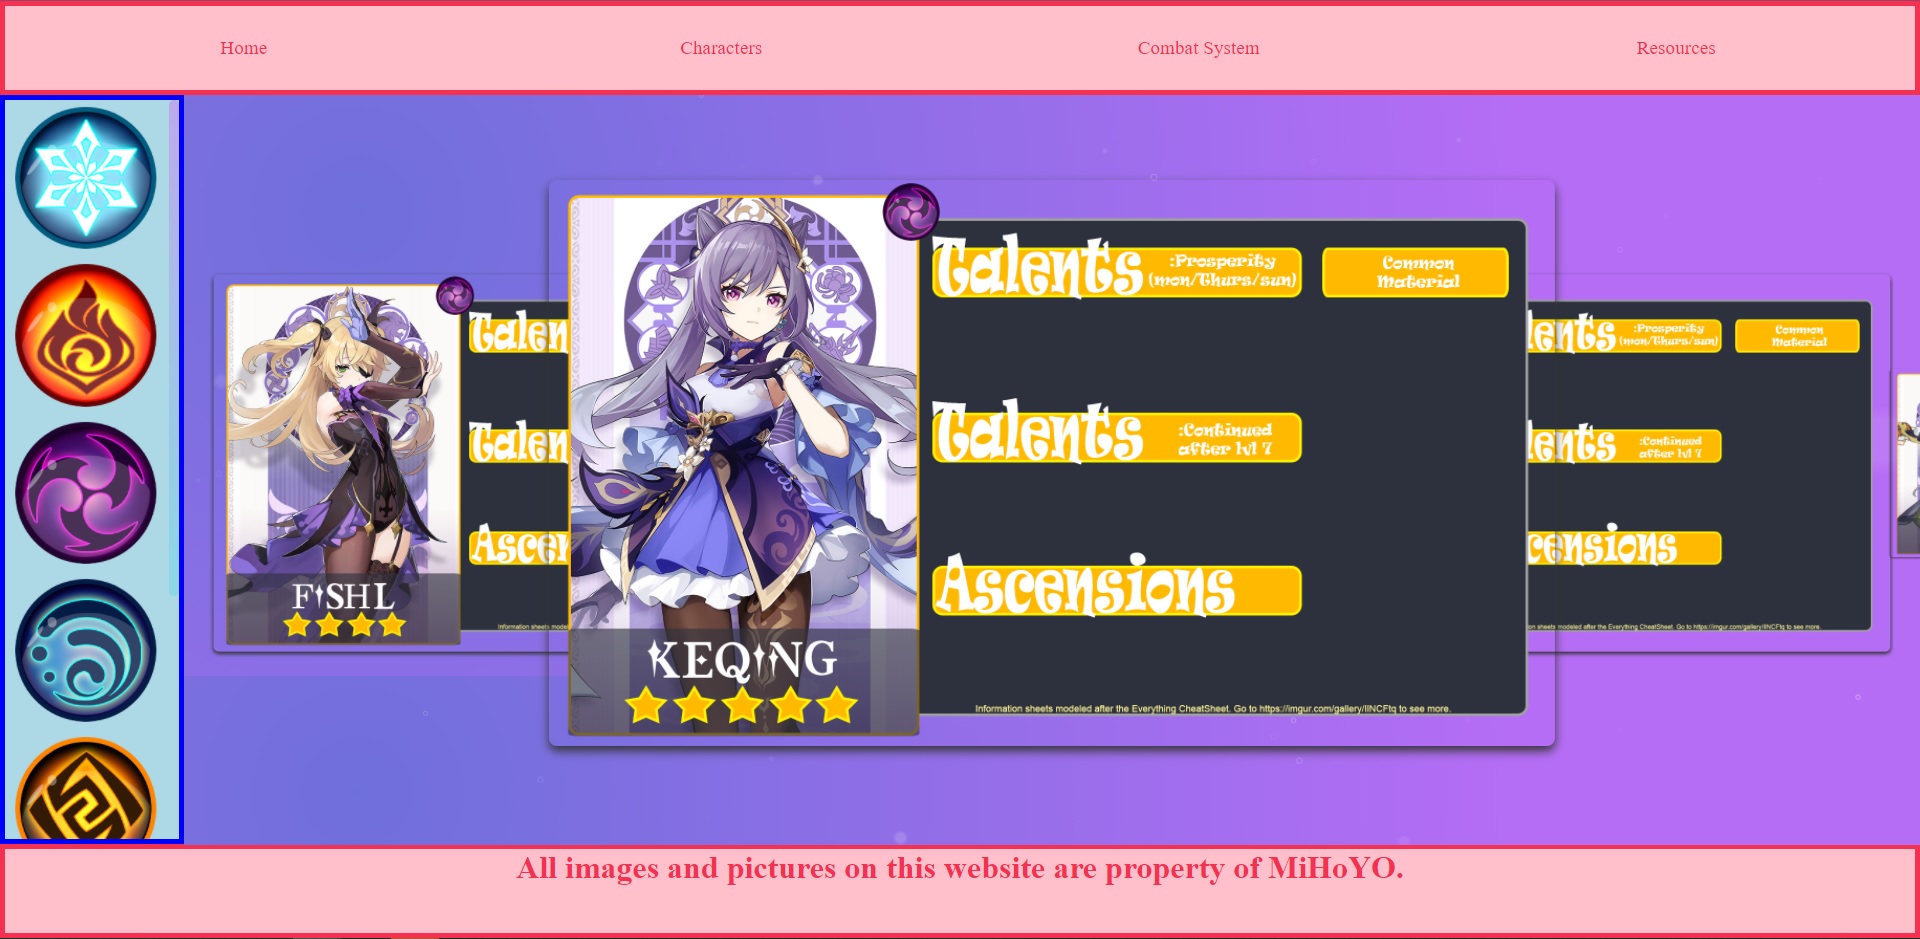 Home
Characters
Combat System
Resources
FISHL
Talen
Talen
Ascen
Information sheets mode
KEQING
Talents :Prosperity
(mon/Thurs/sun)
Common
Material
Talents :Continued
after lvl 7
Ascensions
Information sheets modeled after the Everything CheatSheet. Go to https://imgur.com/gallery/IINCFtq to see more.
lents :Prosperity
(mon/Thurs/sun)
Common
Material
lents :Continued
after lvl 7
censions
on sheets modeled after the Everything CheatSheet. Go to https://imgur.com/gallery/IINCFtq to see more.
All images and pictures on this website are property of MiHoYO.